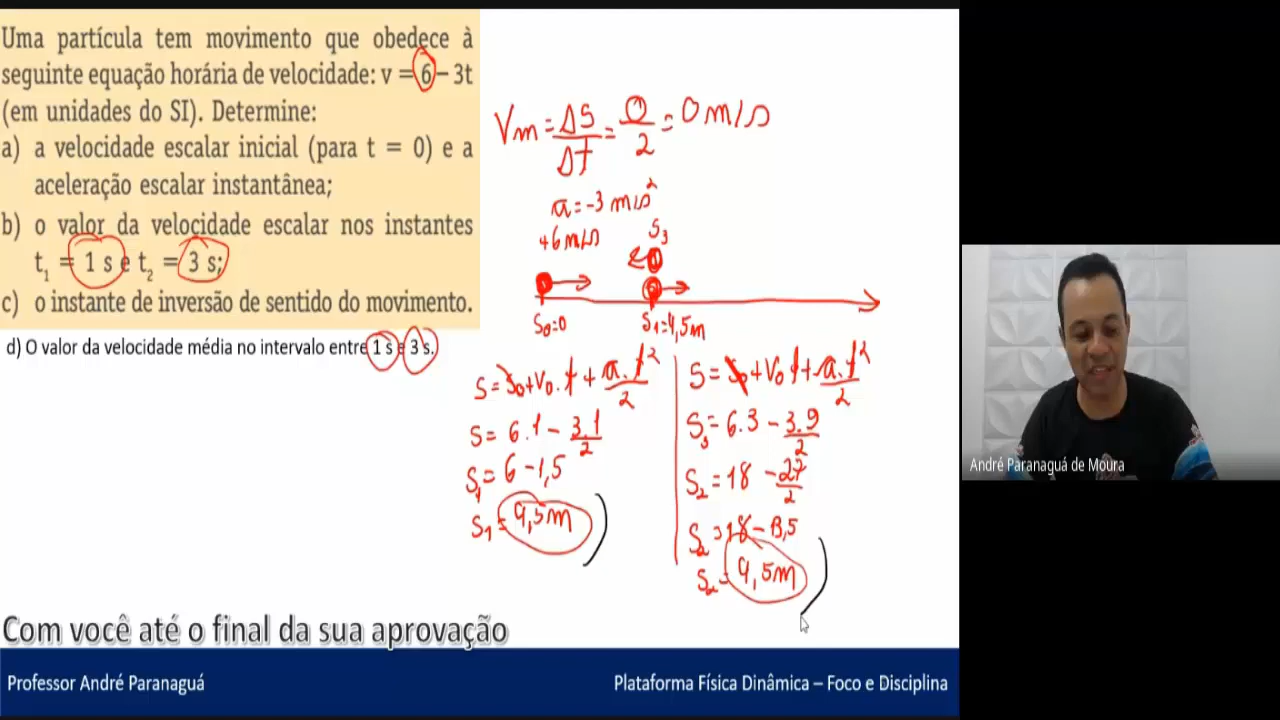 Uma partícula tem movimento que obedece à
seguinte equação horária de velocidade: v = 6 – 3t
(em unidades do SI). Determine:
a) a velocidade escalar inicial (para t = 0) e a
aceleração escalar instantânea;
b) o valor da velocidade escalar nos instantes
t₁ = 1 s e t₂ = 3 s;
c) o instante de inversão de sentido do movimento.
d) O valor da velocidade média no intervalo entre 1 s e 3 s.
Vm = ΔS/Δt = 0/2 = 0 m/s
a = -3 m/s²
+6 m/s
S₃
S₀=0
S₁=4,5m
S = S₀ + V₀.t + a.t²/2
S = 6.1 - 3.1/2
S₁ = 6 - 1,5
S₁ = 4,5m
S = S₀ + V₀t + a.t²/2
S₃ = 6.3 - 3.9/2
S₂ = 18 - 27/2
S₂ = 18 - 13,5
S₂ = 4,5m
André Paranaguá de Moura
Com você até o final da sua aprovação
Professor André Paranaguá
Plataforma Física Dinâmica – Foco e Disciplina